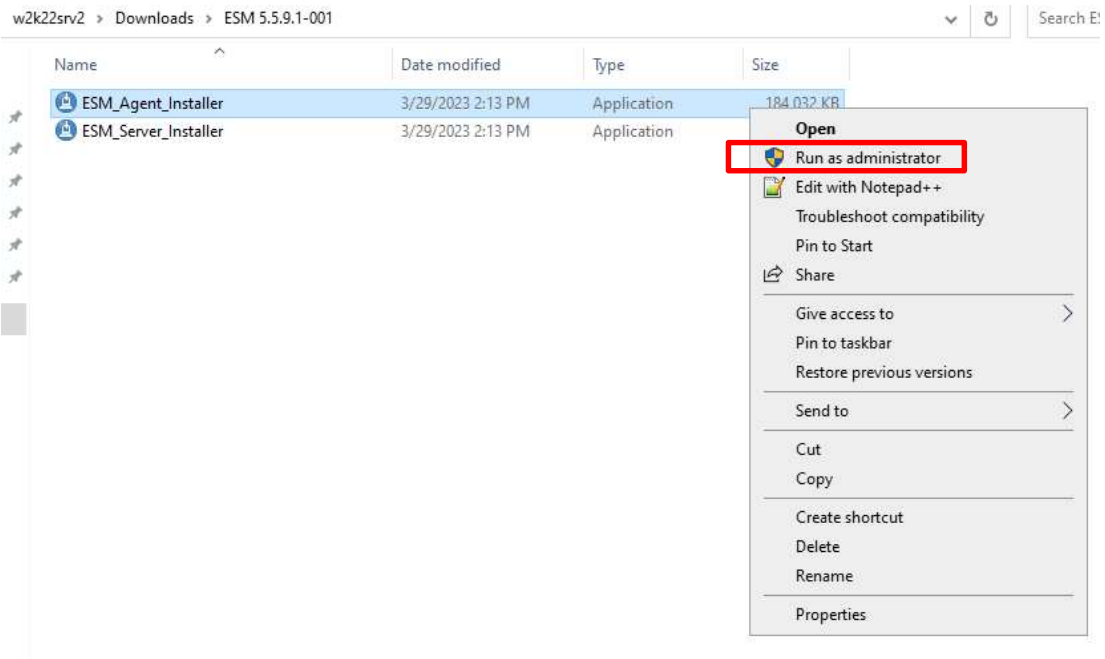 w2k22srv2 > Downloads > ESM 5.5.9.1-001 Search ES
Name Date modified Type Size
ESM_Agent_Installer 3/29/2023 2:13 PM Application 184,032 KB
ESM_Server_Installer 3/29/2023 2:13 PM Application
Open
Run as administrator
Edit with Notepad++
Troubleshoot compatibility
Pin to Start
Share
Give access to
Pin to taskbar
Restore previous versions
Send to
Cut
Copy
Create shortcut
Delete
Rename
Properties